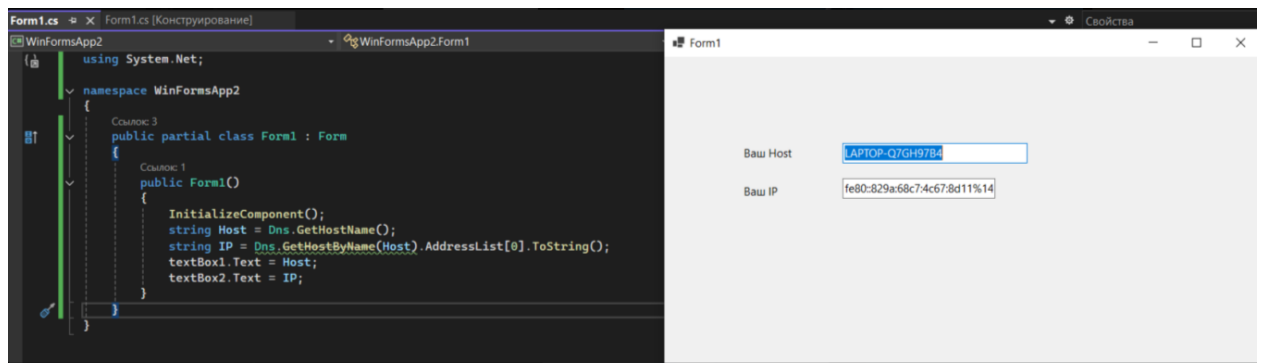 Form1.cs Form1.cs [Конструирование]
Свойства
WinFormsApp2 WinFormsApp2.Form1
using System.Net;
namespace WinFormsApp2
{
Ссылок: 3
public partial class Form1 : Form
{
Ссылок: 1
public Form1()
{
InitializeComponent();
string Host = Dns.GetHostName();
string IP = Dns.GetHostByName(Host).AddressList[0].ToString();
textBox1.Text = Host;
textBox2.Text = IP;
}
}
}
Form1
Ваш Host LAPTOP-Q7GH97B4
Ваш IP fe80::829a:68c7:4c67:8d11%14